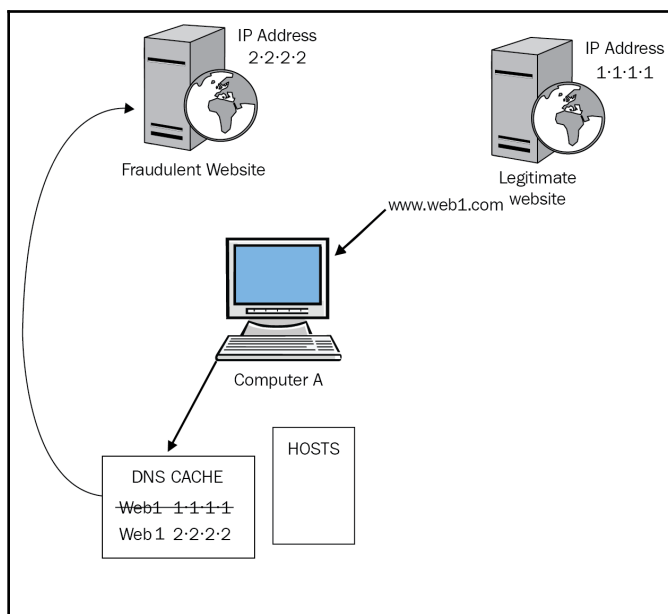 IP Address
2·2·2·2
Fraudulent Website
IP Address
1·1·1·1
Legitimate
website
www.web1.com
Computer A
DNS CACHE
Web1 1·1·1·1
Web1 2·2·2·2
HOSTS